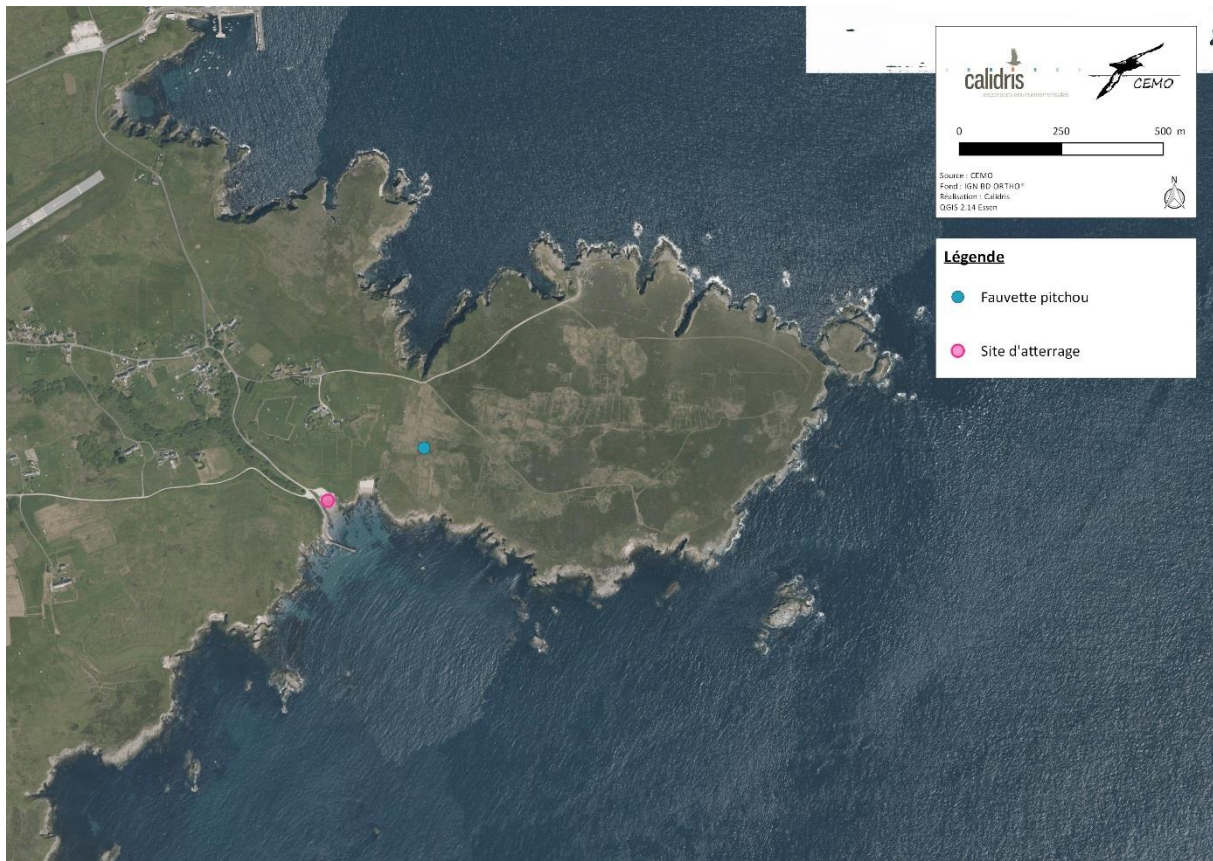 calidris
CEMO
0 250 500 m
Source : CEMO
Fond : IGN BD ORTHO®
Réalisation : Calidris
QGIS 2.14 Essen
N
Légende
Fauvette pitchou
Site d'atterrage